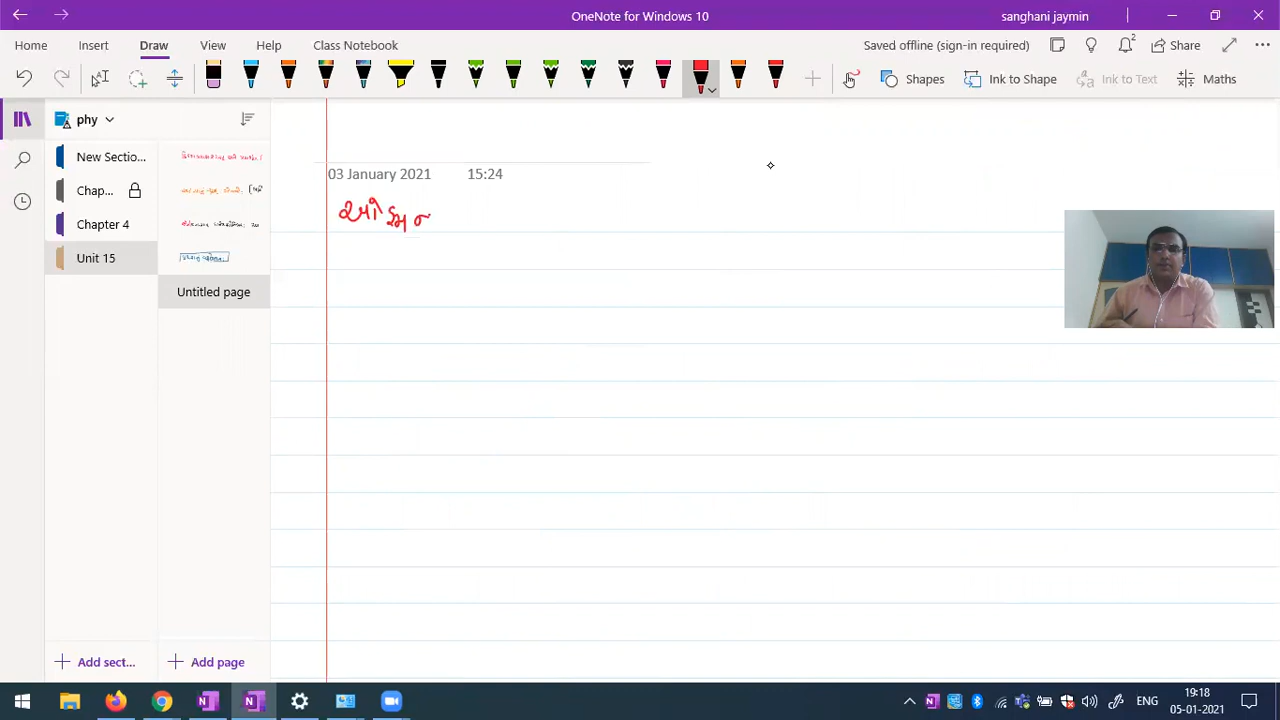 OneNote for Windows 10
sanghani jaymin
Home Insert Draw View Help Class Notebook
Saved offline (sign-in required)
Share
Shapes
Ink to Shape
Ink to Text
Maths
phy
New Sectio...
Chap...
Chapter 4
Unit 15
Untitled page
03 January 2021 15:24
Add sect...
Add page
ENG
19:18
05-01-2021